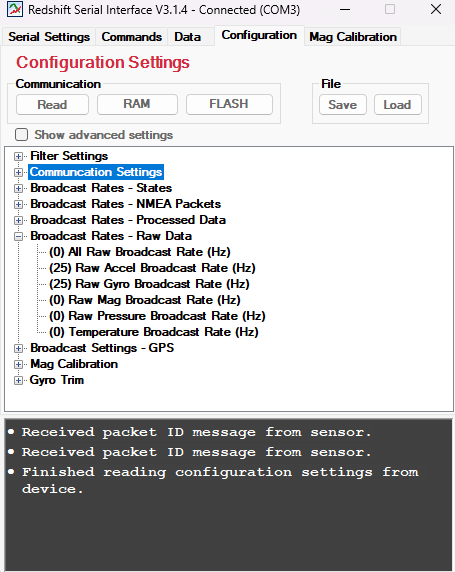 Redshift Serial Interface V3.1.4 - Connected (COM3)
Serial Settings Commands Data Configuration Mag Calibration
Configuration Settings
Communication File
Read RAM FLASH Save Load
Show advanced settings
Filter Settings
Communcation Settings
Broadcast Rates - States
Broadcast Rates - NMEA Packets
Broadcast Rates - Processed Data
Broadcast Rates - Raw Data
(0) All Raw Broadcast Rate (Hz)
(25) Raw Accel Broadcast Rate (Hz)
(25) Raw Gyro Broadcast Rate (Hz)
(0) Raw Mag Broadcast Rate (Hz)
(0) Raw Pressure Broadcast Rate (Hz)
(0) Temperature Broadcast Rate (Hz)
Broadcast Settings - GPS
Mag Calibration
Gyro Trim
Received packet ID message from sensor.
Received packet ID message from sensor.
Finished reading configuration settings from
device.